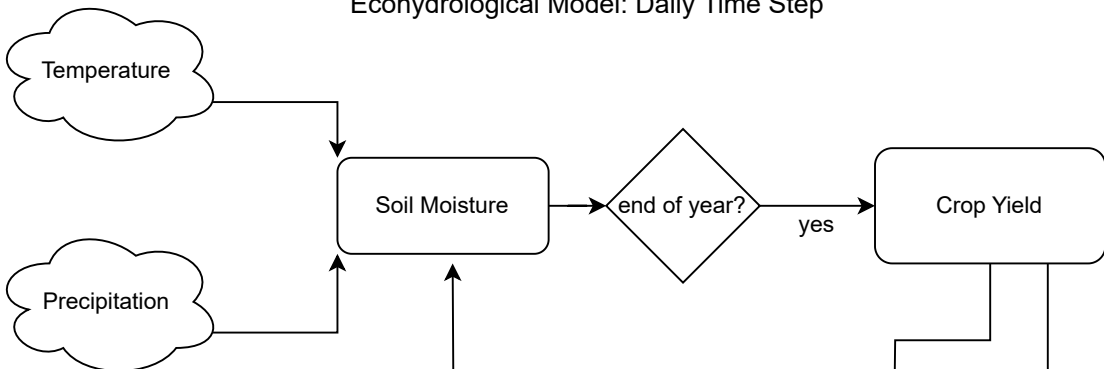 Ecohydrological Model: Daily Time Step
Temperature
Soil Moisture
end of year?
yes
Crop Yield
Precipitation